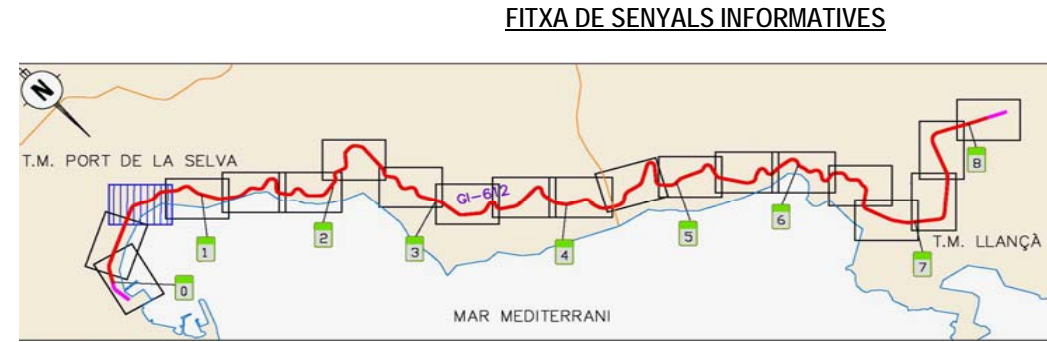 FITXA DE SENYALS INFORMATIVES
N
T.M. PORT DE LA SELVA
GI-612
8
1
2
3
4
5
6
7
0
T.M. LLANÇÀ
MAR MEDITERRANI